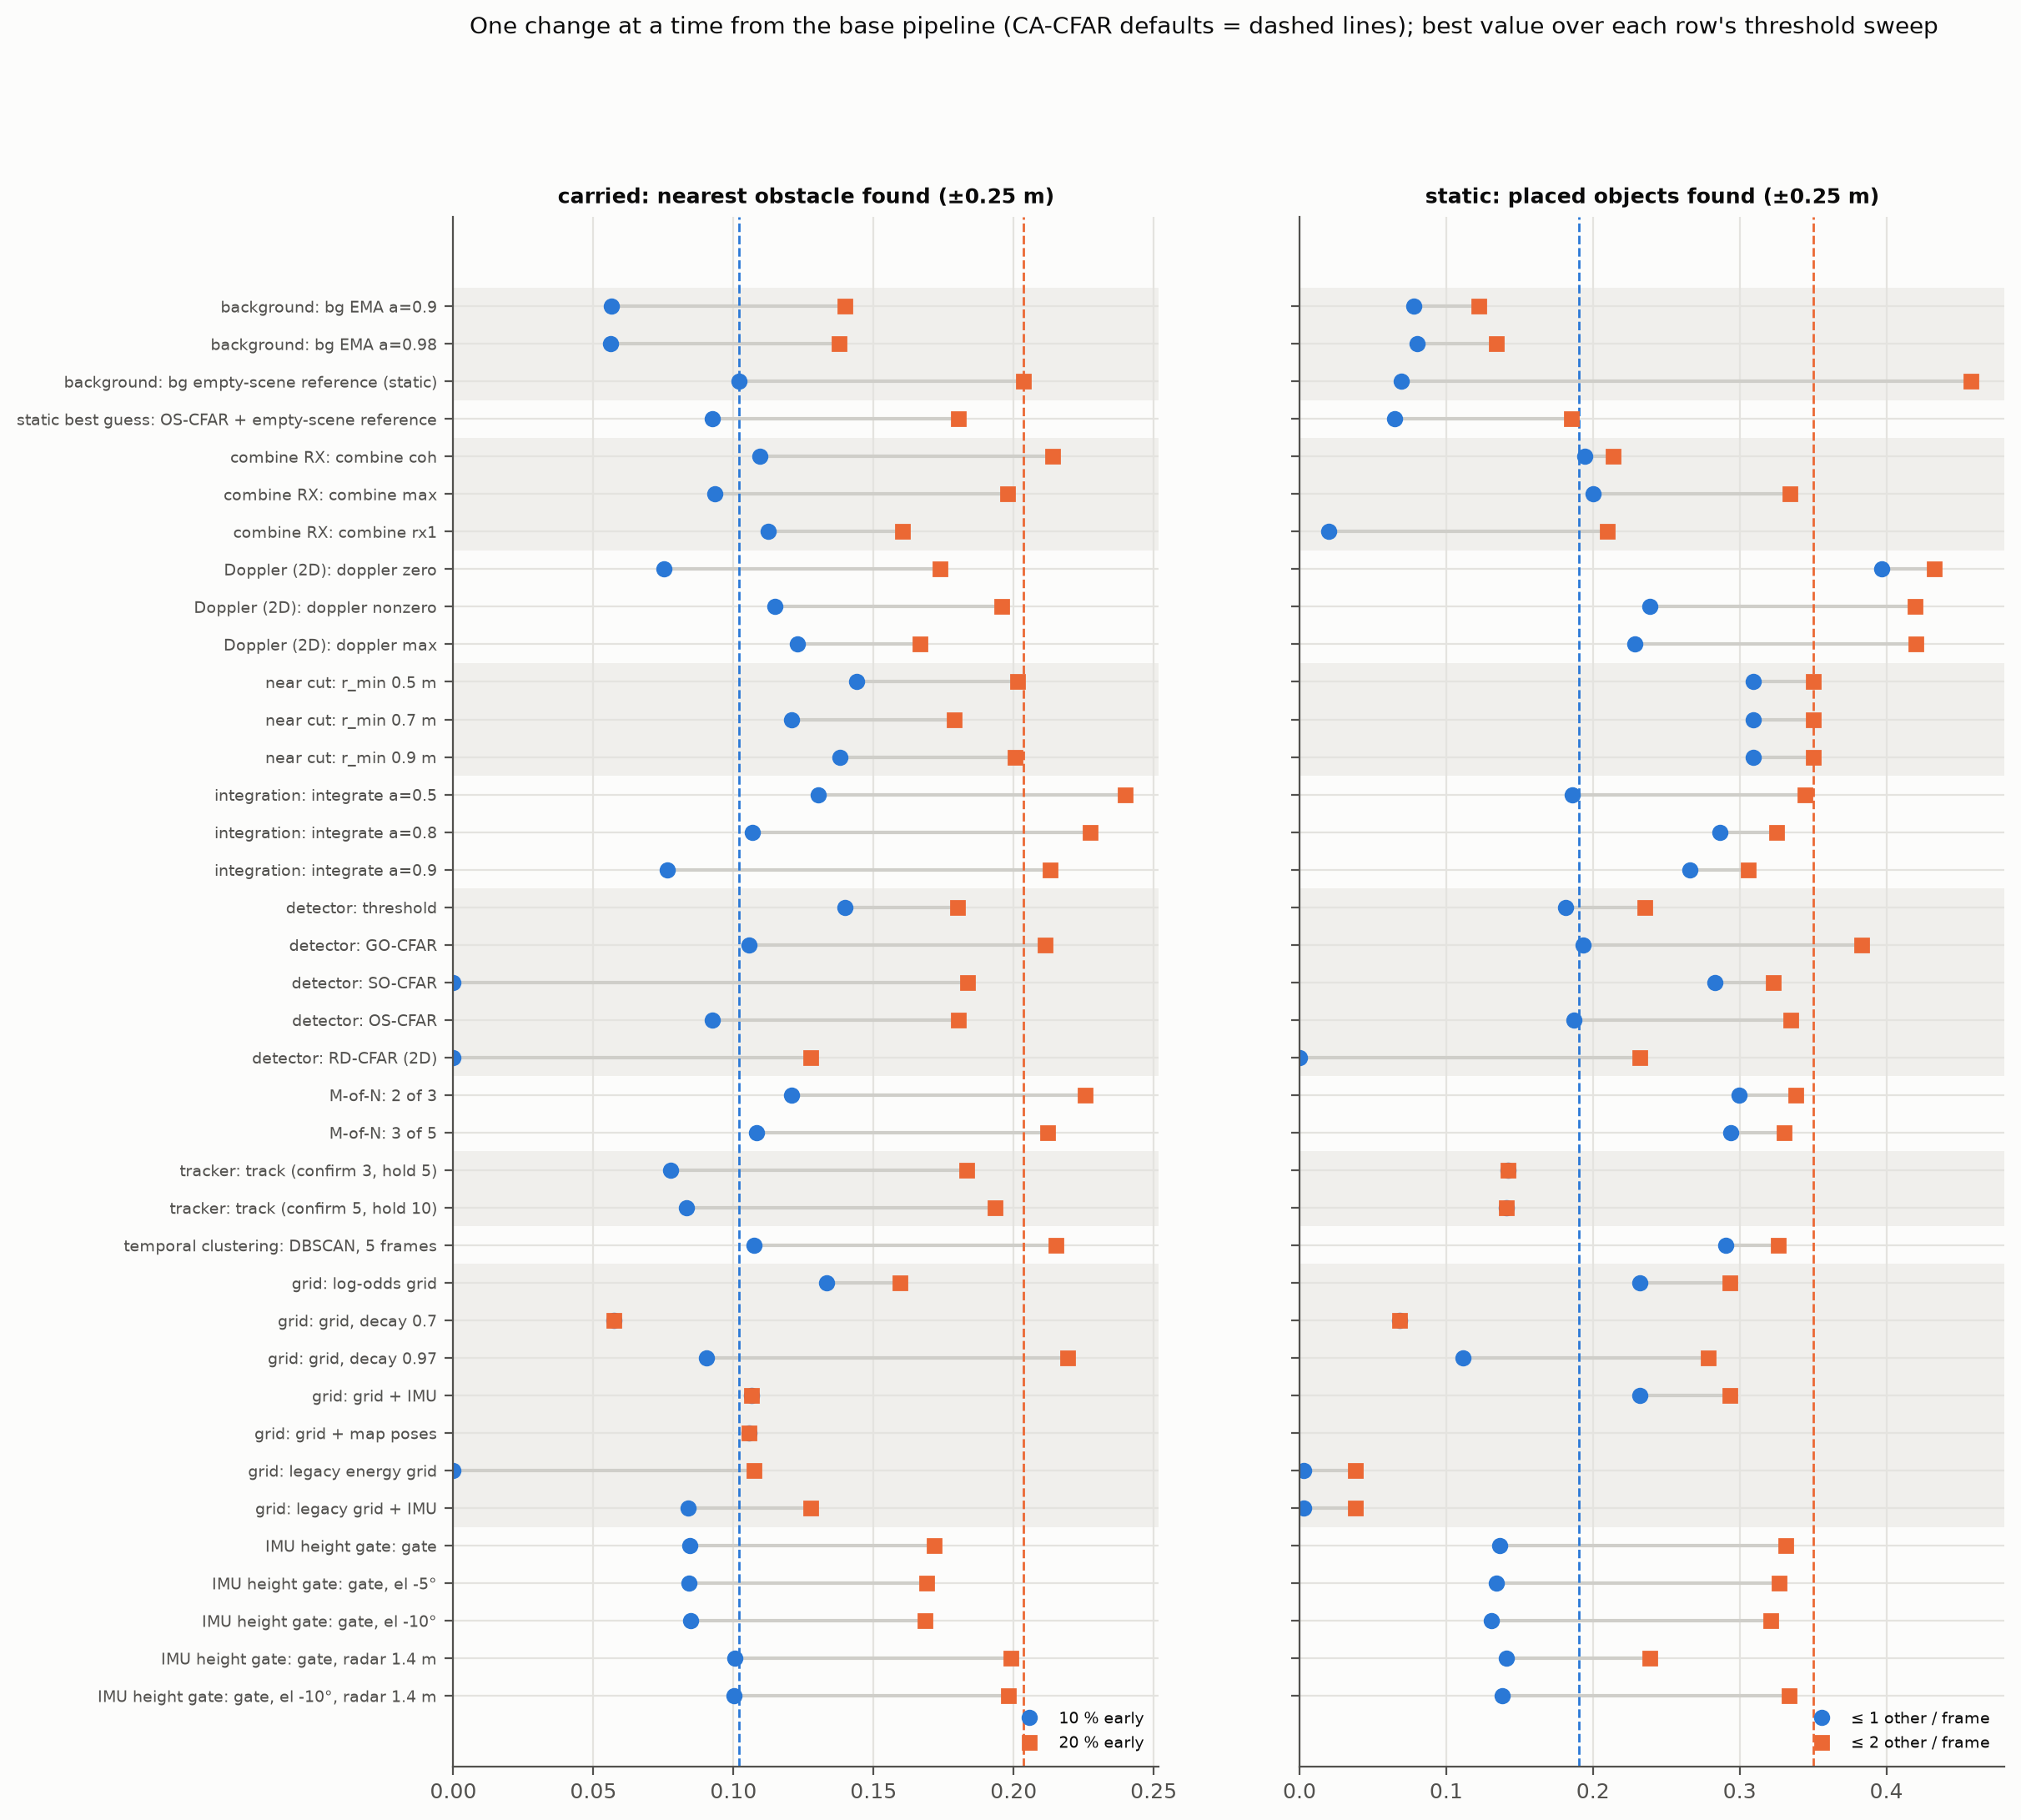 One change at a time from the base pipeline (CA-CFAR defaults = dashed lines); best value over each row's threshold sweep
carried: nearest obstacle found (±0.25 m)
static: placed objects found (±0.25 m)
background: bg EMA a=0.9
background: bg EMA a=0.98
background: bg empty-scene reference (static)
static best guess: OS-CFAR + empty-scene reference
combine RX: combine coh
combine RX: combine max
combine RX: combine rx1
Doppler (2D): doppler zero
Doppler (2D): doppler nonzero
Doppler (2D): doppler max
near cut: r_min 0.5 m
near cut: r_min 0.7 m
near cut: r_min 0.9 m
integration: integrate a=0.5
integration: integrate a=0.8
integration: integrate a=0.9
detector: threshold
detector: GO-CFAR
detector: SO-CFAR
detector: OS-CFAR
detector: RD-CFAR (2D)
M-of-N: 2 of 3
M-of-N: 3 of 5
tracker: track (confirm 3, hold 5)
tracker: track (confirm 5, hold 10)
temporal clustering: DBSCAN, 5 frames
grid: log-odds grid
grid: grid, decay 0.7
grid: grid, decay 0.97
grid: grid + IMU
grid: grid + map poses
grid: legacy energy grid
grid: legacy grid + IMU
IMU height gate: gate
IMU height gate: gate, el -5°
IMU height gate: gate, el -10°
IMU height gate: gate, radar 1.4 m
IMU height gate: gate, el -10°, radar 1.4 m
10 % early
20 % early
≤ 1 other / frame
≤ 2 other / frame
0.00 0.05 0.10 0.15 0.20 0.25
0.0 0.1 0.2 0.3 0.4